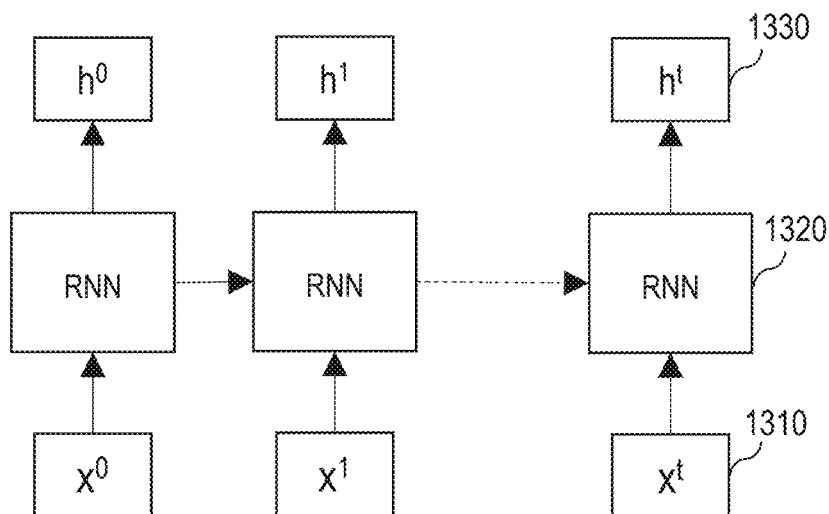 1330
h⁰ h¹ hᵗ
1320
RNN RNN RNN
1310
X⁰ X¹ Xᵗ